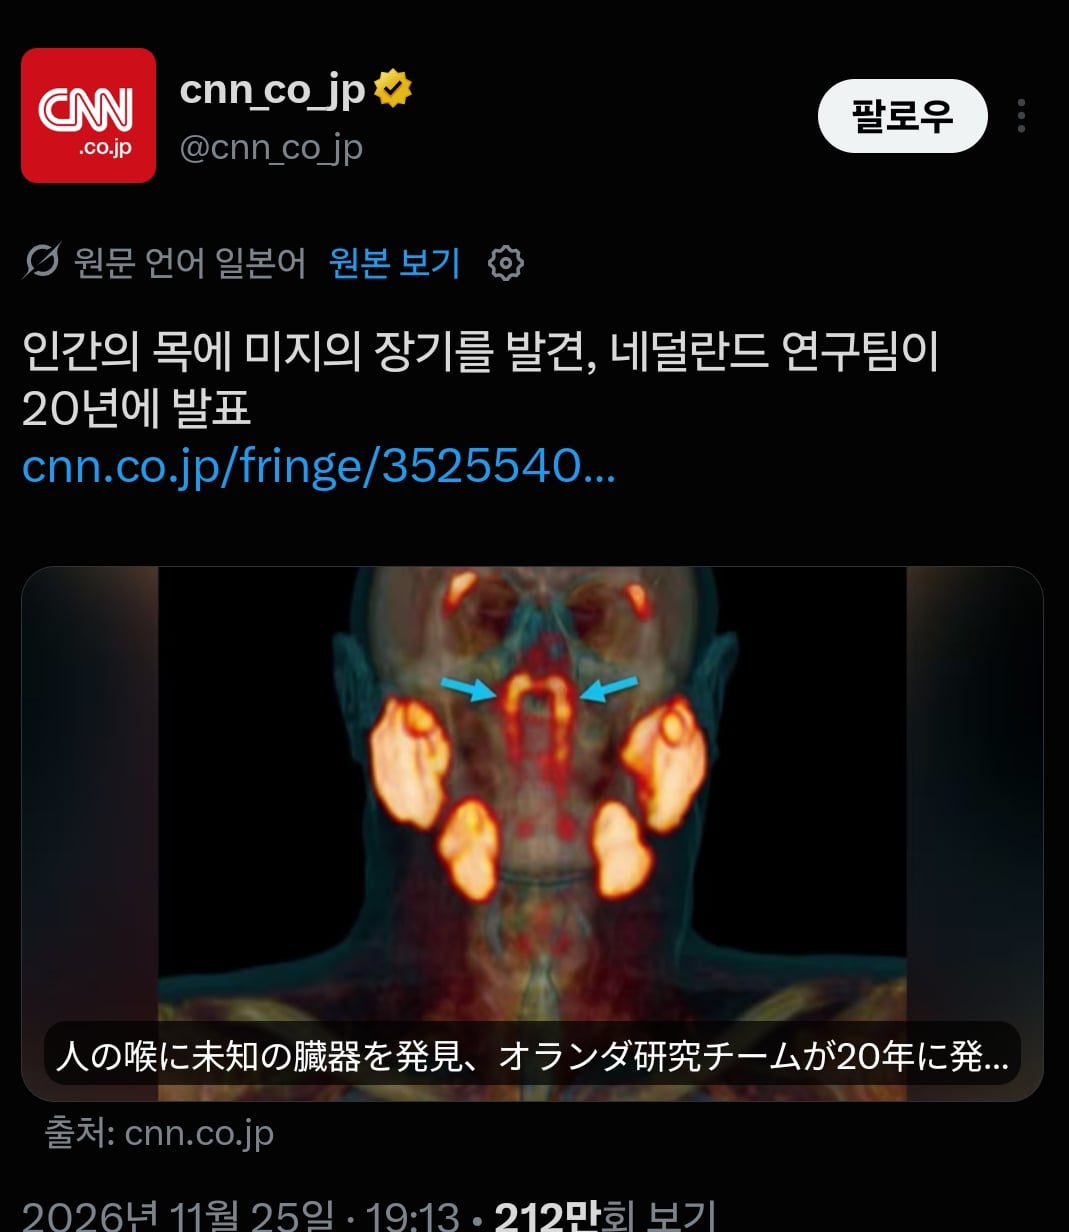 CNN
.co.jp
cnn_co_jp
@cnn_co_jp
팔로우
원문 언어 일본어 원본 보기
인간의 목에 미지의 장기를 발견, 네덜란드 연구팀이
20년에 발표
cnn.co.jp/fringe/3525540...
人の喉に未知の臓器を発見、オランダ研究チームが20年に発...
출처: cnn.co.jp
2026년 11월 25일 · 19:13 • 212만회 보기